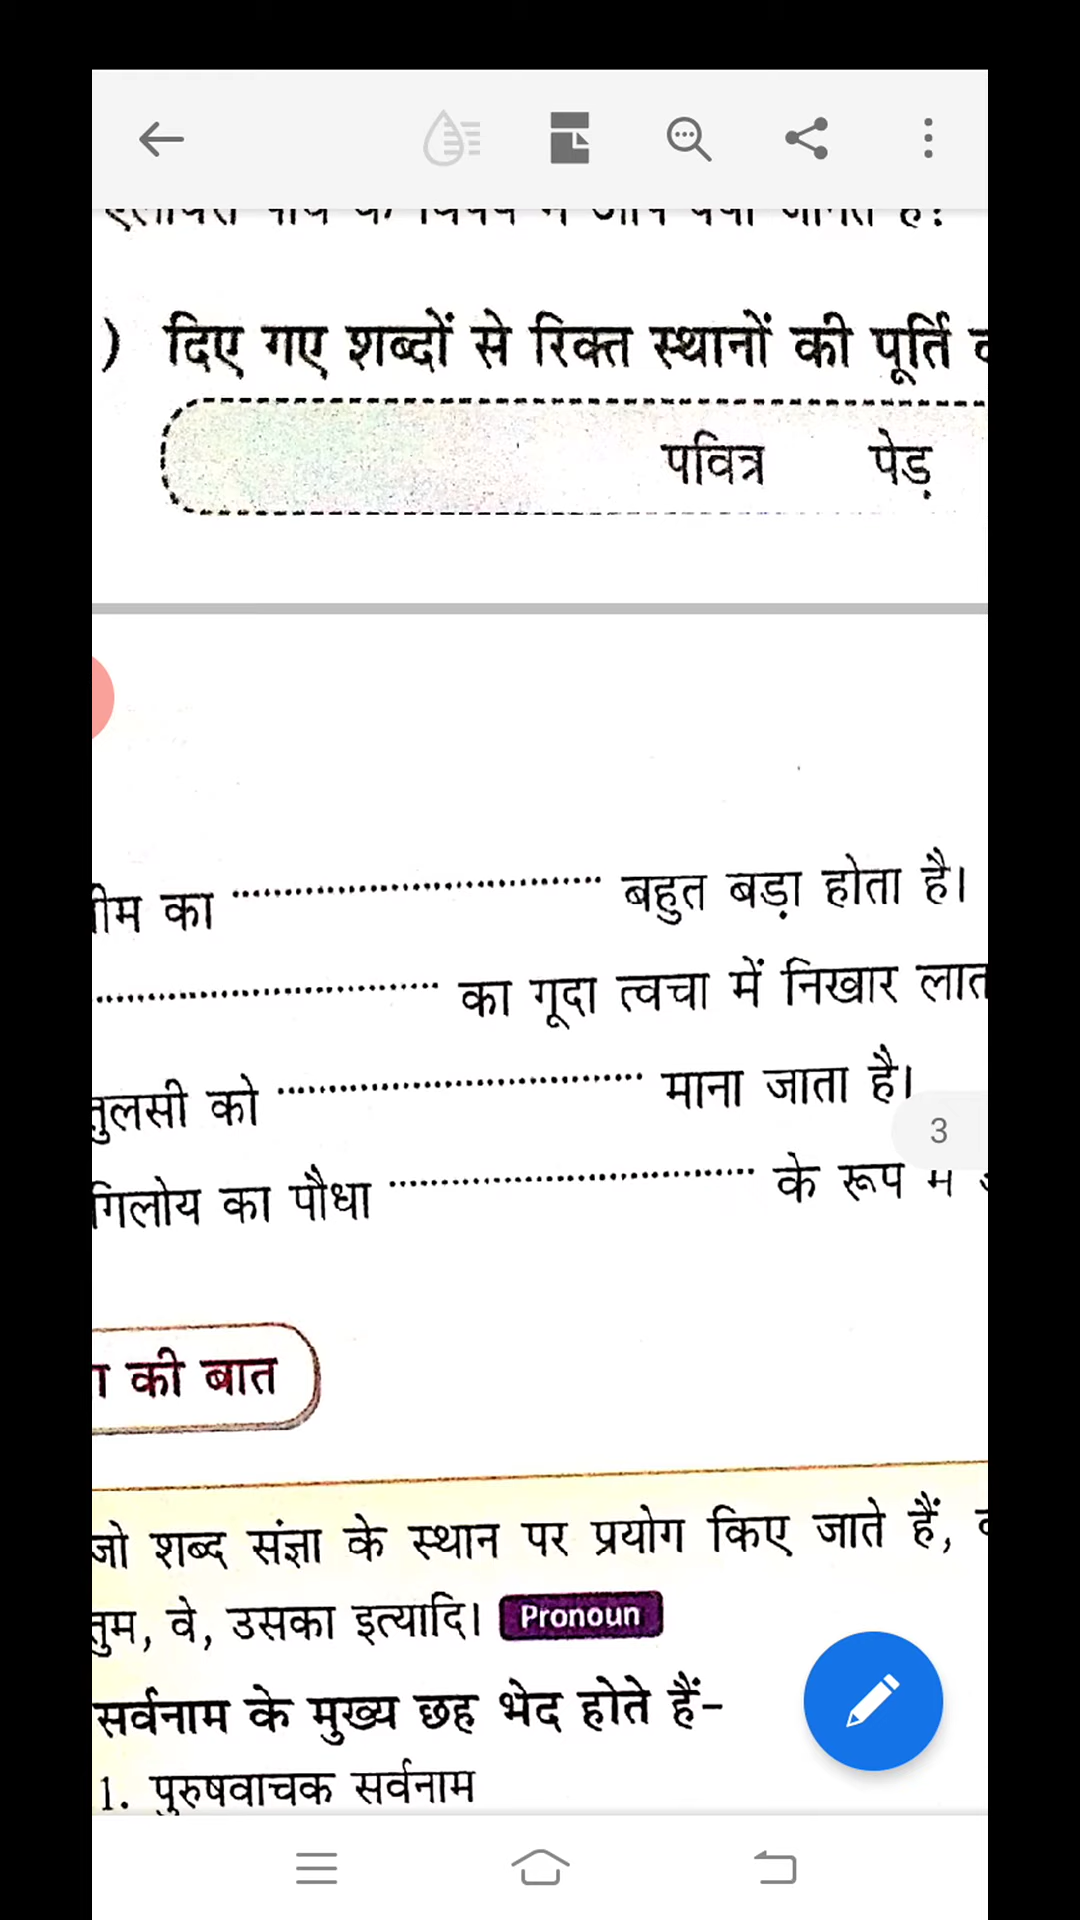 ) दिए गए शब्दों से रिक्त स्थानों की पूर्ति
पवित्र पेड़
का ........................ बहुत बड़ा होता है।
........................ का गूदा त्वचा में निखार
तुलसी को ........................ माना जाता है।
3
गिलोय का पौधा ........................ के रूप में
की बात
जो शब्द संज्ञा के स्थान पर प्रयोग किए जाते हैं,
तुम, वे, उसका इत्यादि। Pronoun
सर्वनाम के मुख्य छह भेद होते हैं-
1. पुरुषवाचक सर्वनाम